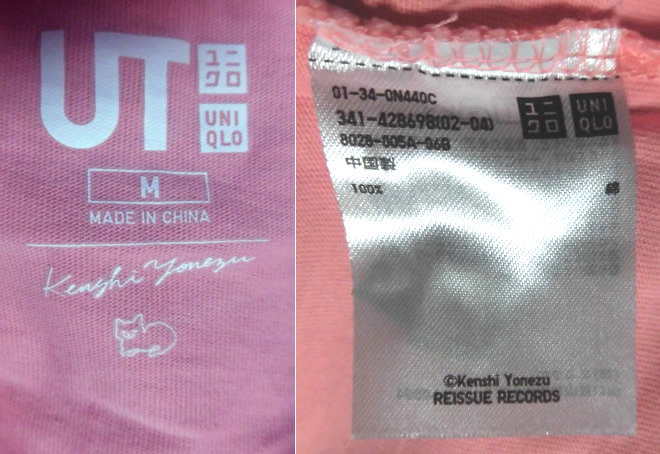 UT
ユニ
クロ
UNI
QLO
M
MADE IN CHINA
Kenshi Yonezu
01-34-QN440C
341-428698(02-04)
8028-005A-06B
中国製
100%
綿
ユニ
クロ
UNI
QLO
©Kenshi Yonezu
REISSUE RECORDS